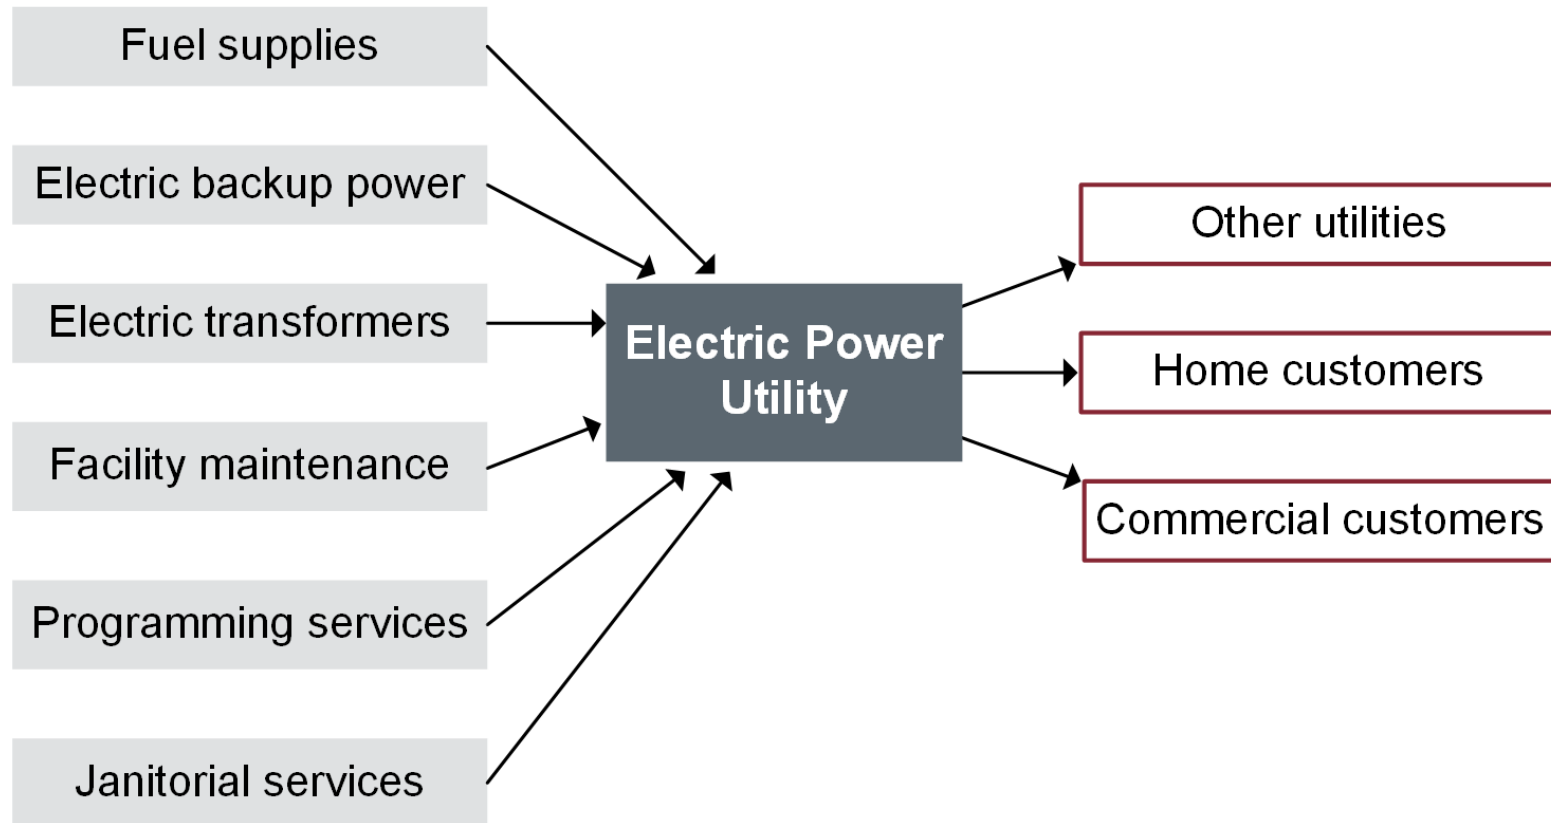 Fuel supplies
Electric backup power
Electric transformers
Facility maintenance
Programming services
Janitorial services
Electric Power
Utility
Other utilities
Home customers
Commercial customers